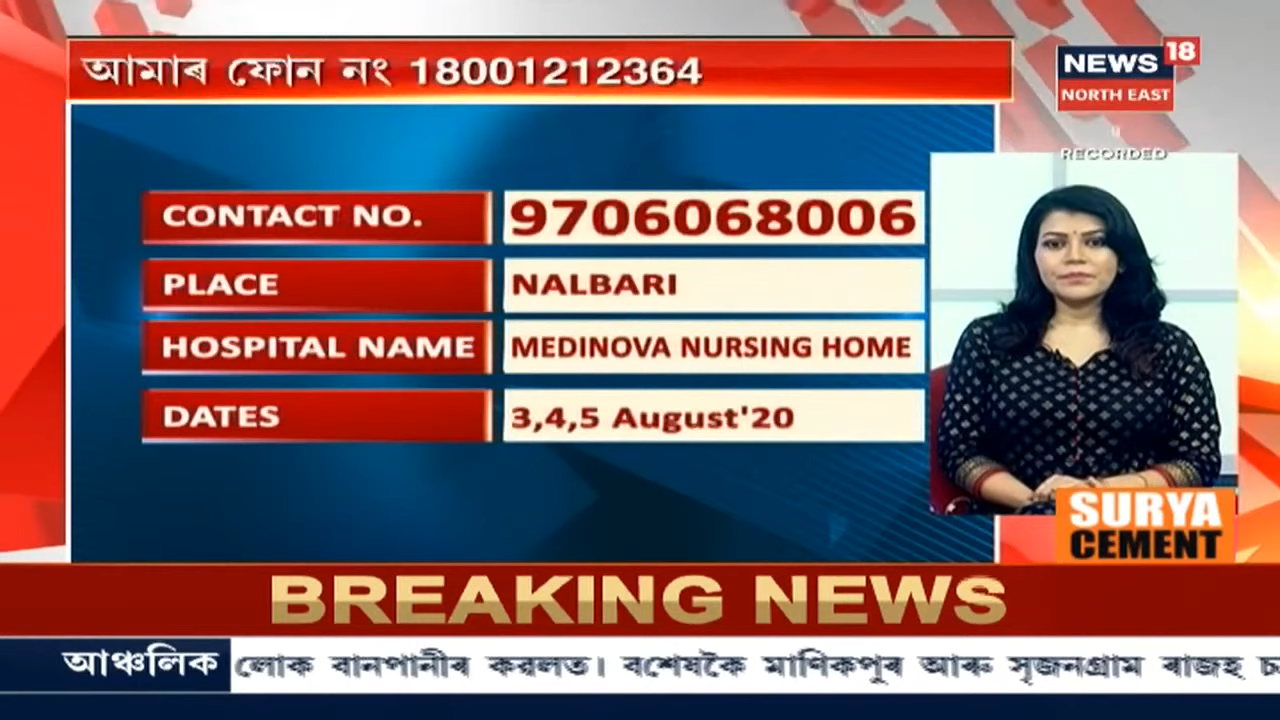 আমাৰ ফোন নং 18001212364
NEWS 18
NORTH EAST
RECORDED
CONTACT NO. 9706068006
PLACE NALBARI
HOSPITAL NAME MEDINOVA NURSING HOME
DATES 3,4,5 August'20
SURYA
CEMENT
BREAKING NEWS
আঞ্চলিক লোক বানপানীৰ কৱলত। বশেষকৈ মাণিকপুৰ আৰু সৃজনগ্ৰাম ৰাজহ